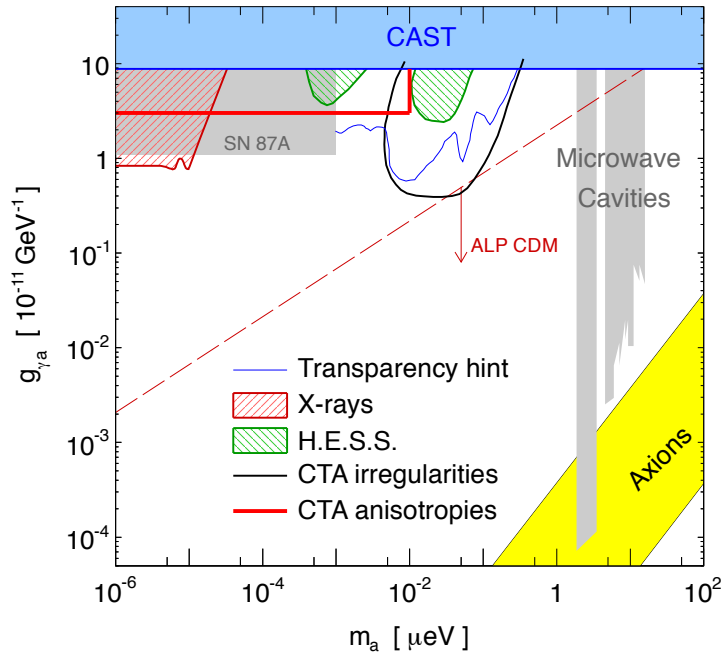 CAST
10
1
10⁻¹
10⁻²
10⁻³
10⁻⁴
g_γa [ 10⁻¹¹ GeV⁻¹ ]
SN 87A
Microwave
Cavities
ALP CDM
Transparency hint
X-rays
H.E.S.S.
CTA irregularities
CTA anisotropies
Axions
10⁻⁶
10⁻⁴
10⁻²
1
10²
m_a [ μeV ]